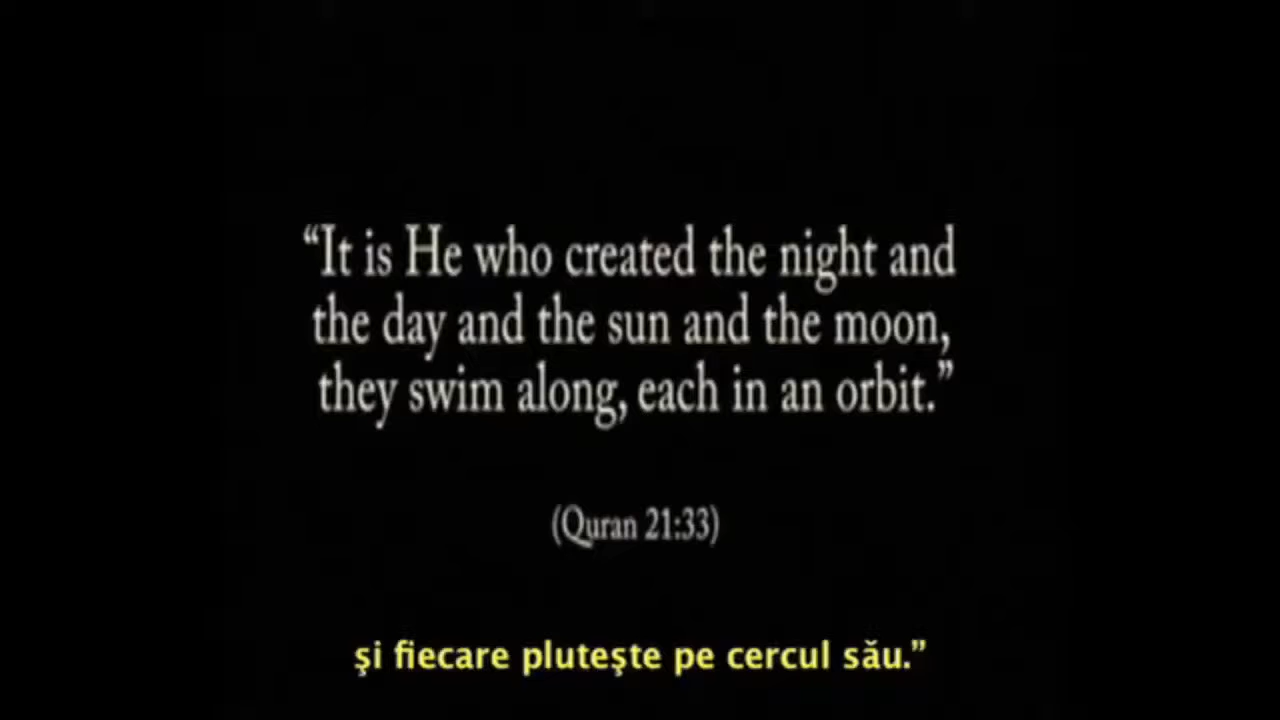 “It is He who created the night and
the day and the sun and the moon,
they swim along, each in an orbit.”
(Quran 21:33)
şi fiecare pluteşte pe cercul său.”